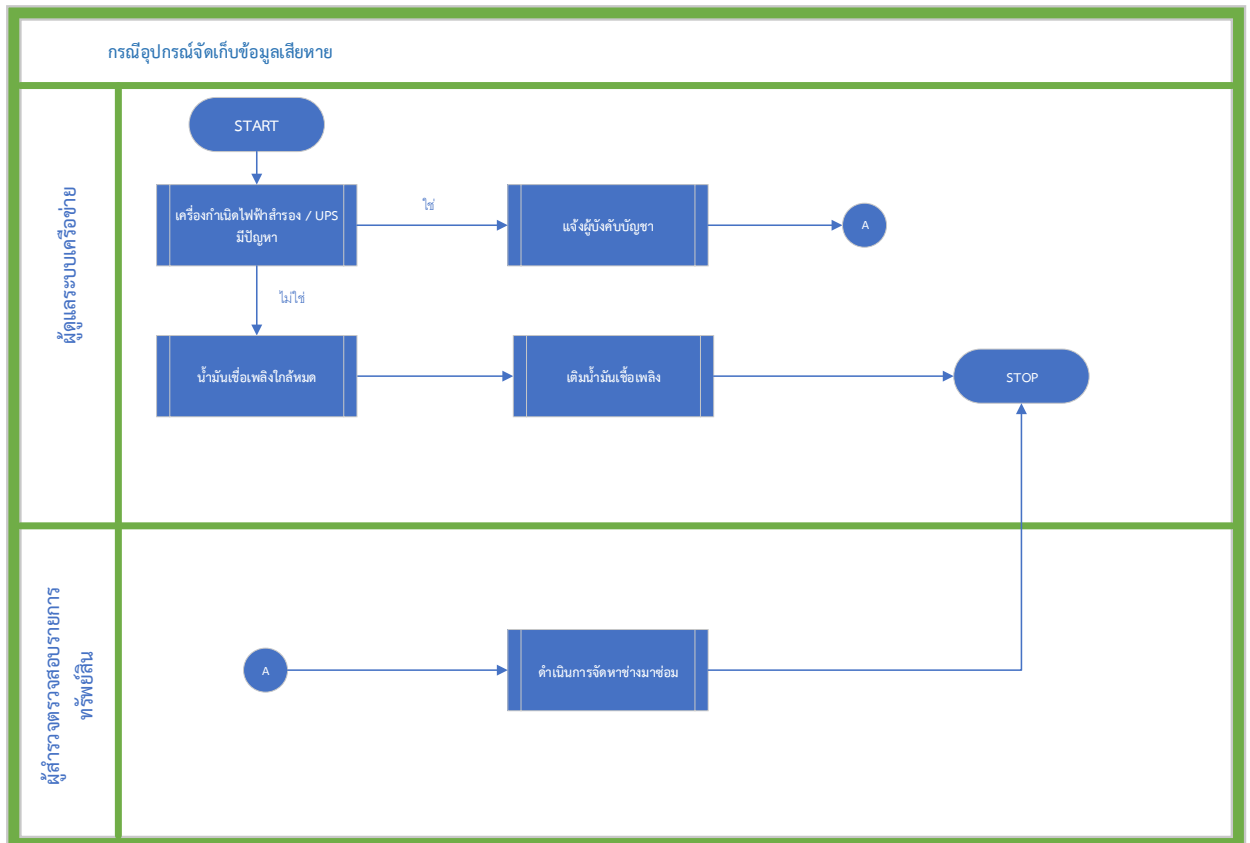 กรณีอุปกรณ์จัดเก็บข้อมูลเสียหาย
ผู้ดูแลระบบเครือข่าย
START
เครื่องกำเนิดไฟฟ้าสำรอง / UPS
มีปัญหา
ใช่
แจ้งผู้บังคับบัญชา
A
ไม่ใช่
น้ำมันเชื่อเพลิงใกล้หมด
เติมน้ำมันเชื้อเพลิง
STOP
ผู้สำรวจตรวจสอบรายการ
ทรัพย์สิน
A
ดำเนินการจัดหาช่างมาซ่อม